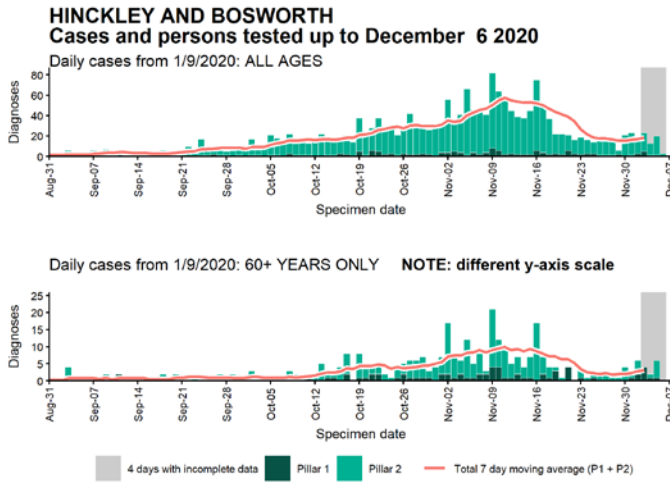 HINCKLEY AND BOSWORTH
Cases and persons tested up to December 6 2020
Daily cases from 1/9/2020: ALL AGES
Diagnoses
80
60
40
20
0
Aug-31
Sep-07
Sep-14
Sep-21
Sep-28
Oct-05
Oct-12
Oct-19
Oct-26
Nov-02
Nov-09
Nov-16
Nov-23
Nov-30
Dec-07
Specimen date
Daily cases from 1/9/2020: 60+ YEARS ONLY NOTE: different y-axis scale
Diagnoses
25
20
15
10
5
0
Aug-31
Sep-07
Sep-14
Sep-21
Sep-28
Oct-05
Oct-12
Oct-19
Oct-26
Nov-02
Nov-09
Nov-16
Nov-23
Nov-30
Dec-07
Specimen date
4 days with incomplete data Pillar 1 Pillar 2 Total 7 day moving average (P1 + P2)